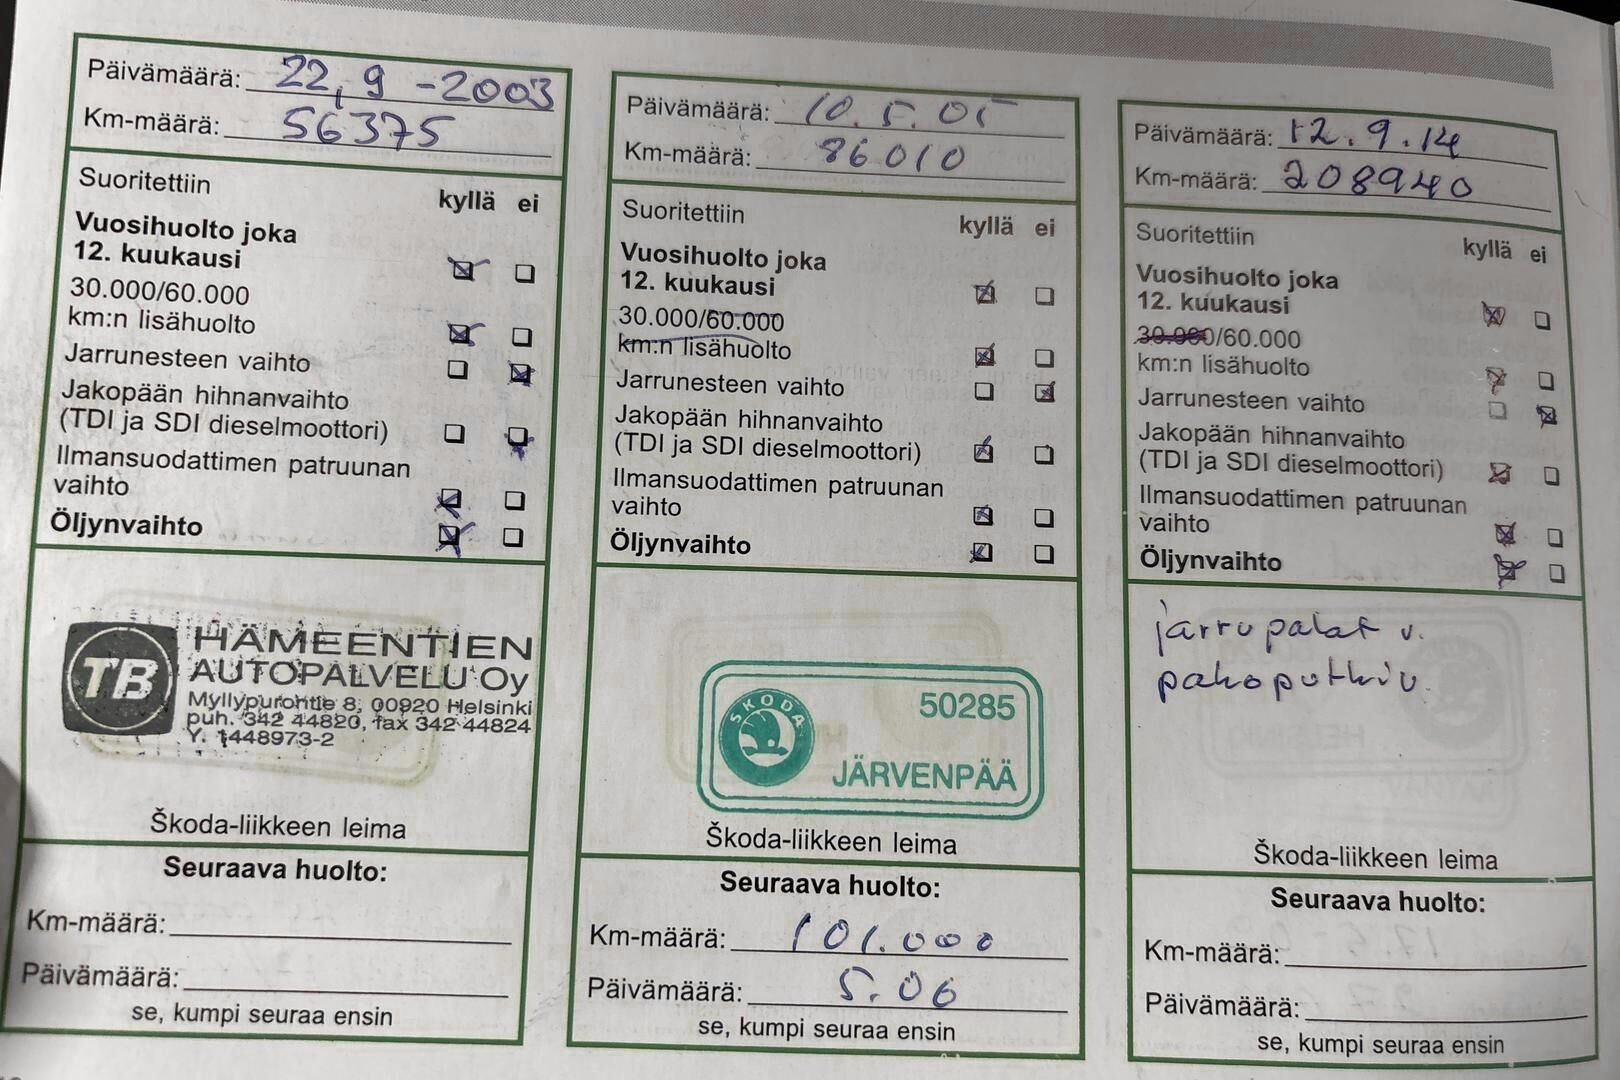 Päivämäärä: 22.9-2003
Km-määrä: 56375
Suoritettiin
kyllä ei
Vuosihuolto joka
12. kuukausi
30.000/60.000
km:n lisähuolto
Jarrunesteen vaihto
Jakopään hihnanvaihto
(TDI ja SDI dieselmoottori)
Ilmansuodattimen patruunan
vaihto
Öljynvaihto
TB
HÄMEENTIEN
AUTOPALVELU Oy
Myllypurontie 8, 00920 Helsinki
puh. 342 44820, fax 342 44824
Y. 1448973-2
Škoda-liikkeen leima
Seuraava huolto:
Km-määrä:
Päivämäärä:
se, kumpi seuraa ensin
Päivämäärä: 10.5.05
Km-määrä: 86010
Suoritettiin
kyllä ei
Vuosihuolto joka
12. kuukausi
30.000/60.000
km:n lisähuolto
Jarrunesteen vaihto
Jakopään hihnanvaihto
(TDI ja SDI dieselmoottori)
Ilmansuodattimen patruunan
vaihto
Öljynvaihto
SKODA
50285
JÄRVENPÄÄ
Škoda-liikkeen leima
Seuraava huolto:
Km-määrä: 101.000
Päivämäärä: 5.06
se, kumpi seuraa ensin
Päivämäärä: 12.9.14
Km-määrä: 208940
Suoritettiin
kyllä ei
Vuosihuolto joka
12. kuukausi
30.000/60.000
km:n lisähuolto
Jarrunesteen vaihto
Jakopään hihnanvaihto
(TDI ja SDI dieselmoottori)
Ilmansuodattimen patruunan
vaihto
Öljynvaihto
jarrupalat v.
pakoputki v.
Škoda-liikkeen leima
Seuraava huolto:
Km-määrä:
Päivämäärä:
se, kumpi seuraa ensin